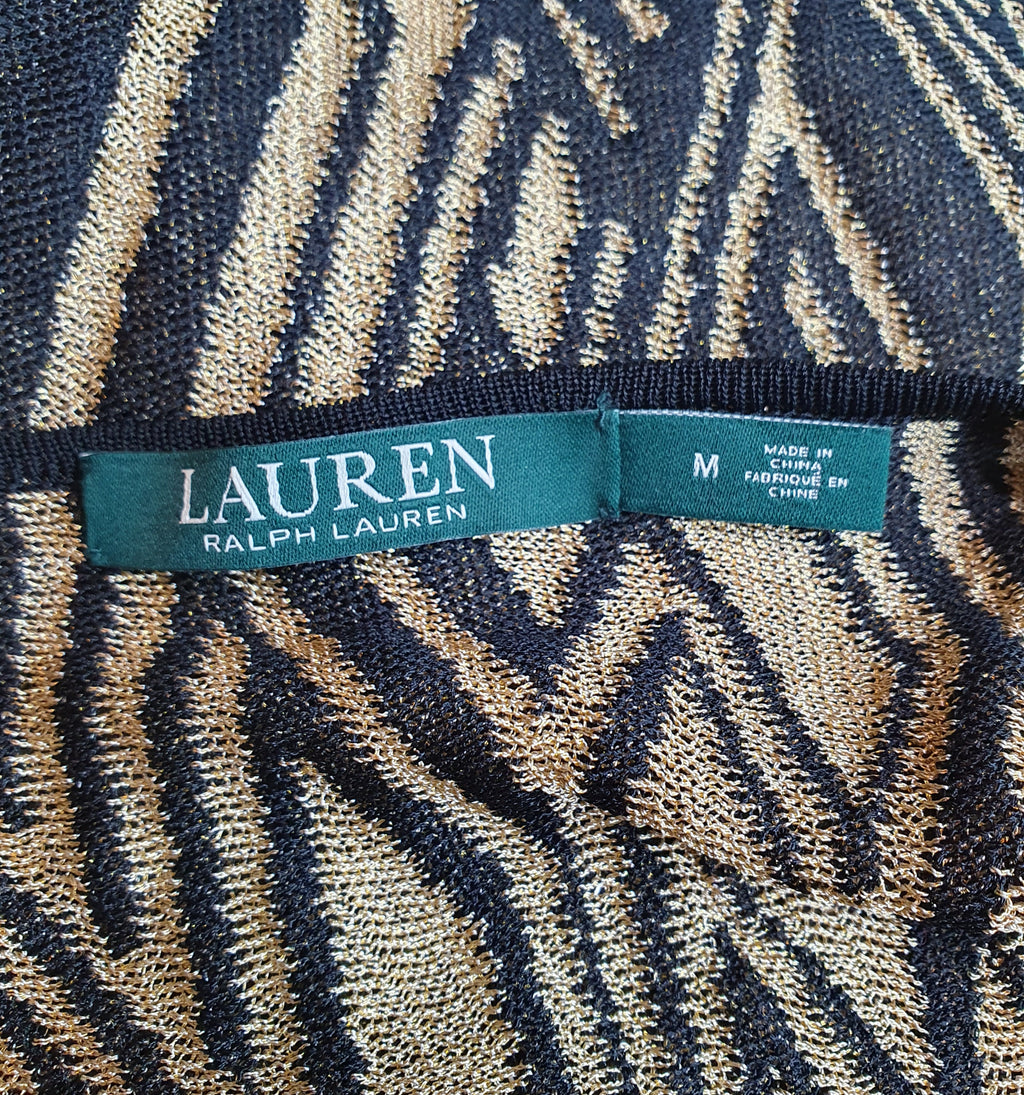 LAUREN
RALPH LAUREN
M
MADE IN
CHINA
FABRIQUÉ EN
CHINE